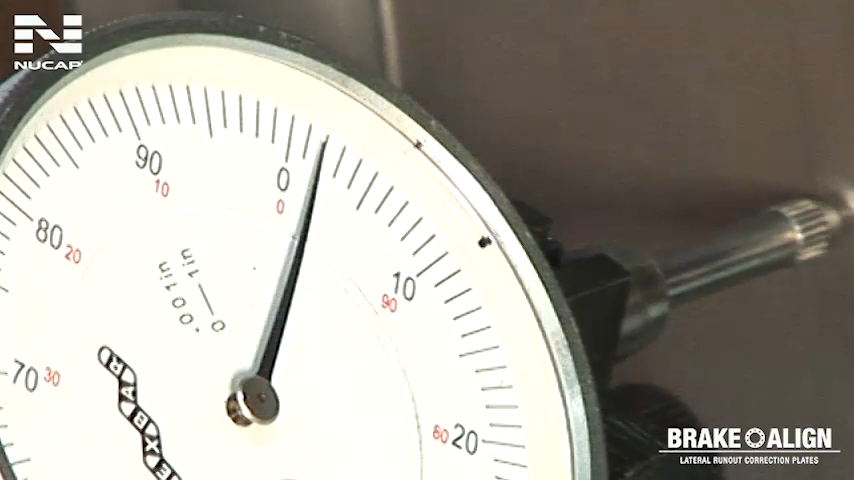 NUCAP
90
10
0
0
80
20
.001in
0—1in
10
90
70
30
60
20
BRAKE ALIGN
LATERAL RUNOUT CORRECTION PLATES